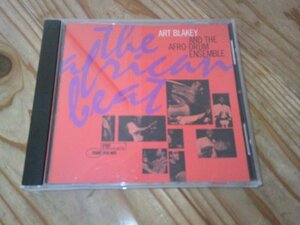 the
african
beat
ART BLAKEY
AND THE
AFRO-DRUM
ENSEMBLE